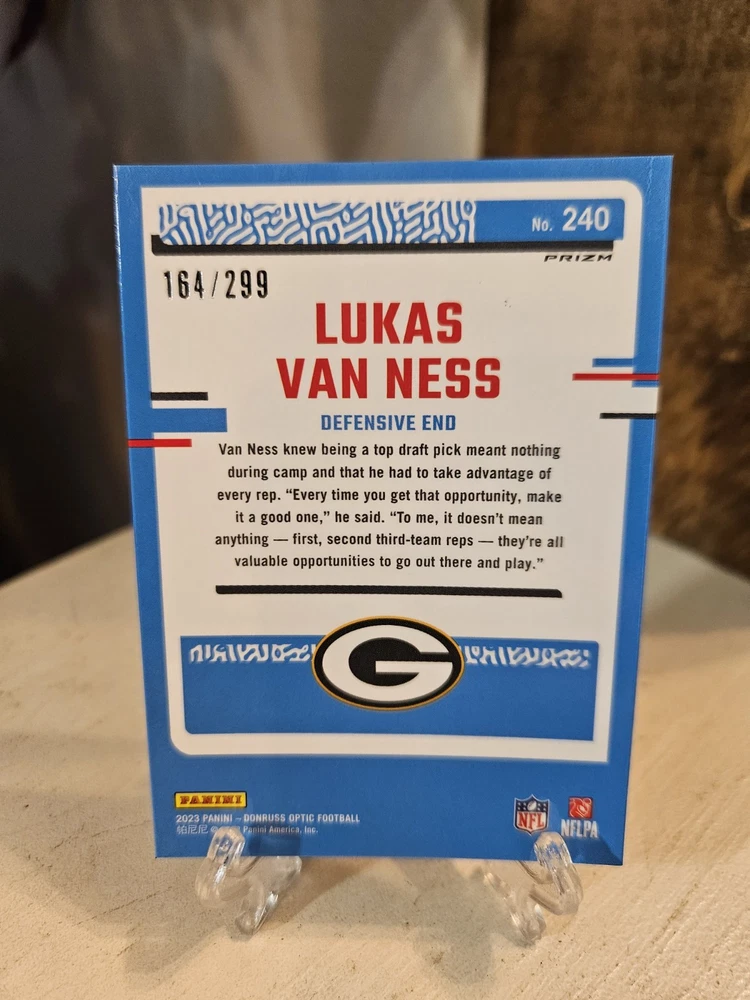 No. 240
PRIZM
164/299
LUKAS
VAN NESS
DEFENSIVE END
Van Ness knew being a top draft pick meant nothing
during camp and that he had to take advantage of
every rep. “Every time you get that opportunity, make
it a good one,” he said. “To me, it doesn’t mean
anything — first, second third-team reps — they’re all
valuable opportunities to go out there and play.”
G
PANINI
2023 PANINI – DONRUSS OPTIC FOOTBALL
帕尼尼 © Panini America, Inc.
NFL
NFLPA